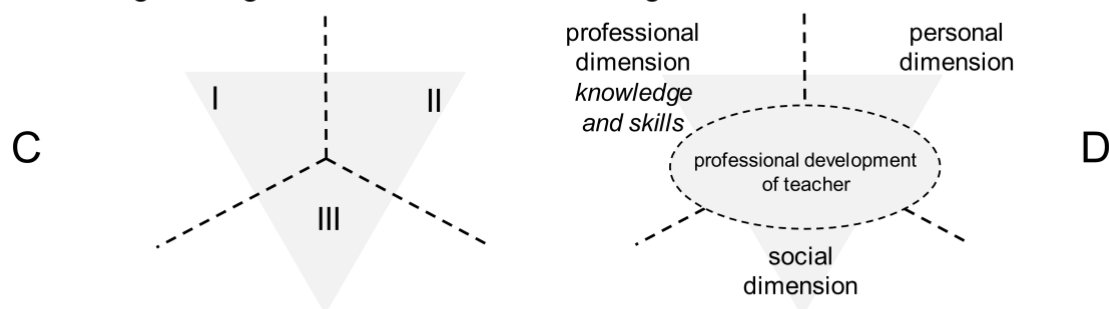 C
I
II
III
professional
dimension
knowledge
and skills
personal
dimension
professional development
of teacher
social
dimension
D